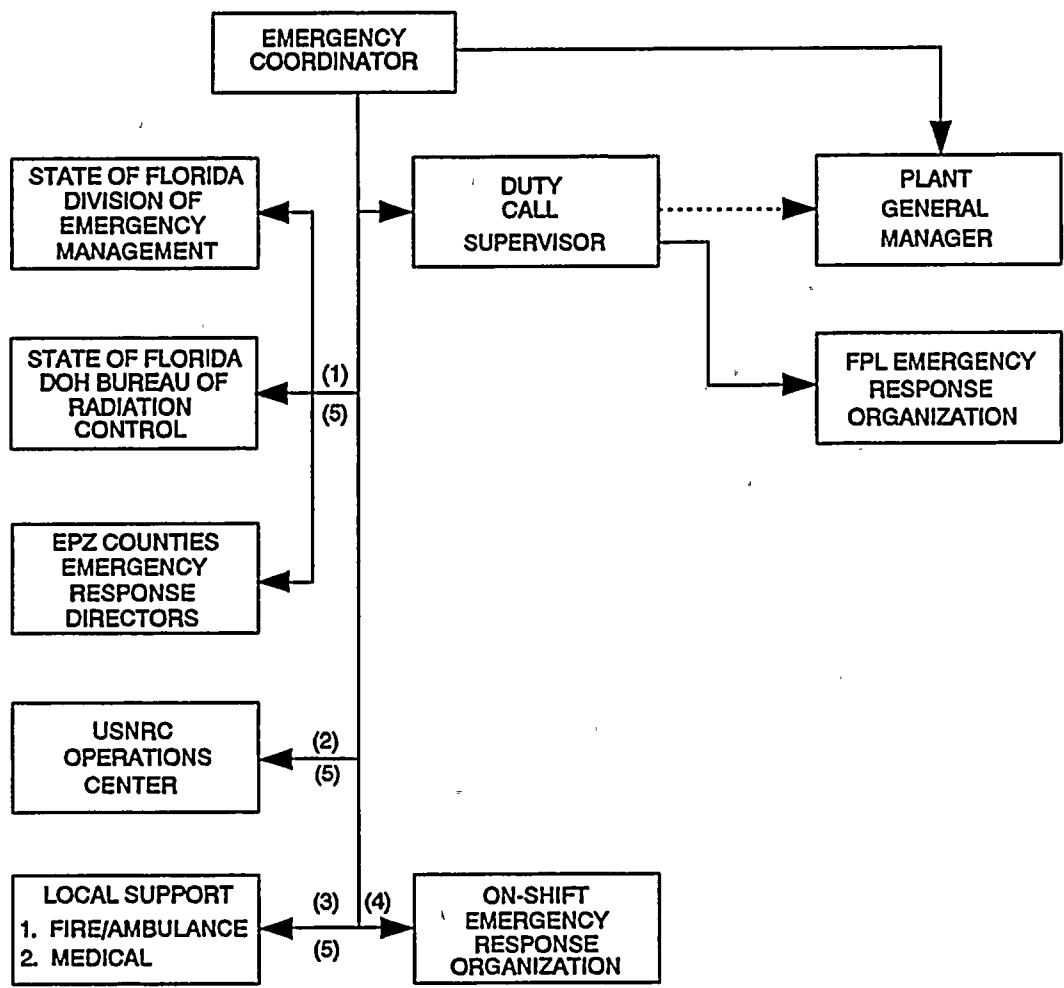 EMERGENCY
COORDINATOR
STATE OF FLORIDA
DIVISION OF
EMERGENCY
MANAGEMENT
DUTY
CALL
SUPERVISOR
PLANT
GENERAL
MANAGER
STATE OF FLORIDA
DOH BUREAU OF
RADIATION
CONTROL
(1)
(5)
FPL EMERGENCY
RESPONSE
ORGANIZATION
EPZ COUNTIES
EMERGENCY
RESPONSE
DIRECTORS
USNRC
OPERATIONS
CENTER
(2)
(5)
LOCAL SUPPORT
1. FIRE/AMBULANCE
2. MEDICAL
(3)
(5)
(4)
ON-SHIFT
EMERGENCY
RESPONSE
ORGANIZATION